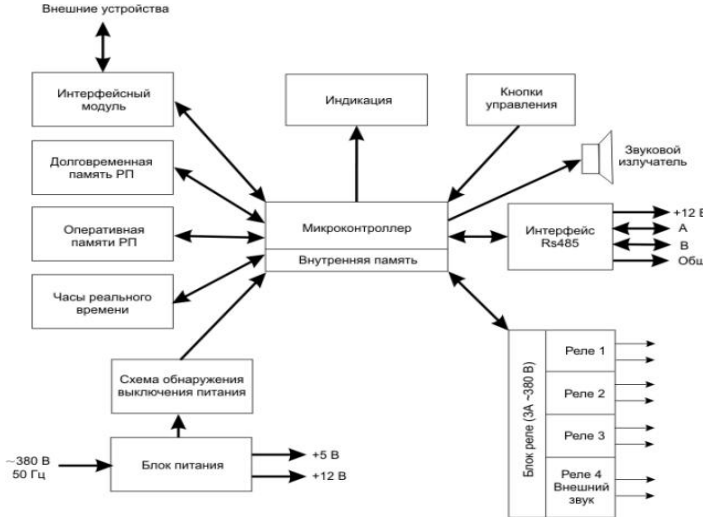 Внешние устройства
Интерфейсный
модуль
Индикация
Кнопки
управления
Звуковой
излучатель
Долговременная
память РП
Микроконтроллер
Внутренняя память
Оперативная
памяти РП
Интерфейс
Rs485
+12 В
А
В
Общ
Часы реального
времени
Схема обнаружения
выключения питания
~380 В
50 Гц
Блок питания
+5 В
+12 В
Блок реле (3А ~380 В)
Реле 1
Реле 2
Реле 3
Реле 4
Внешний
звук